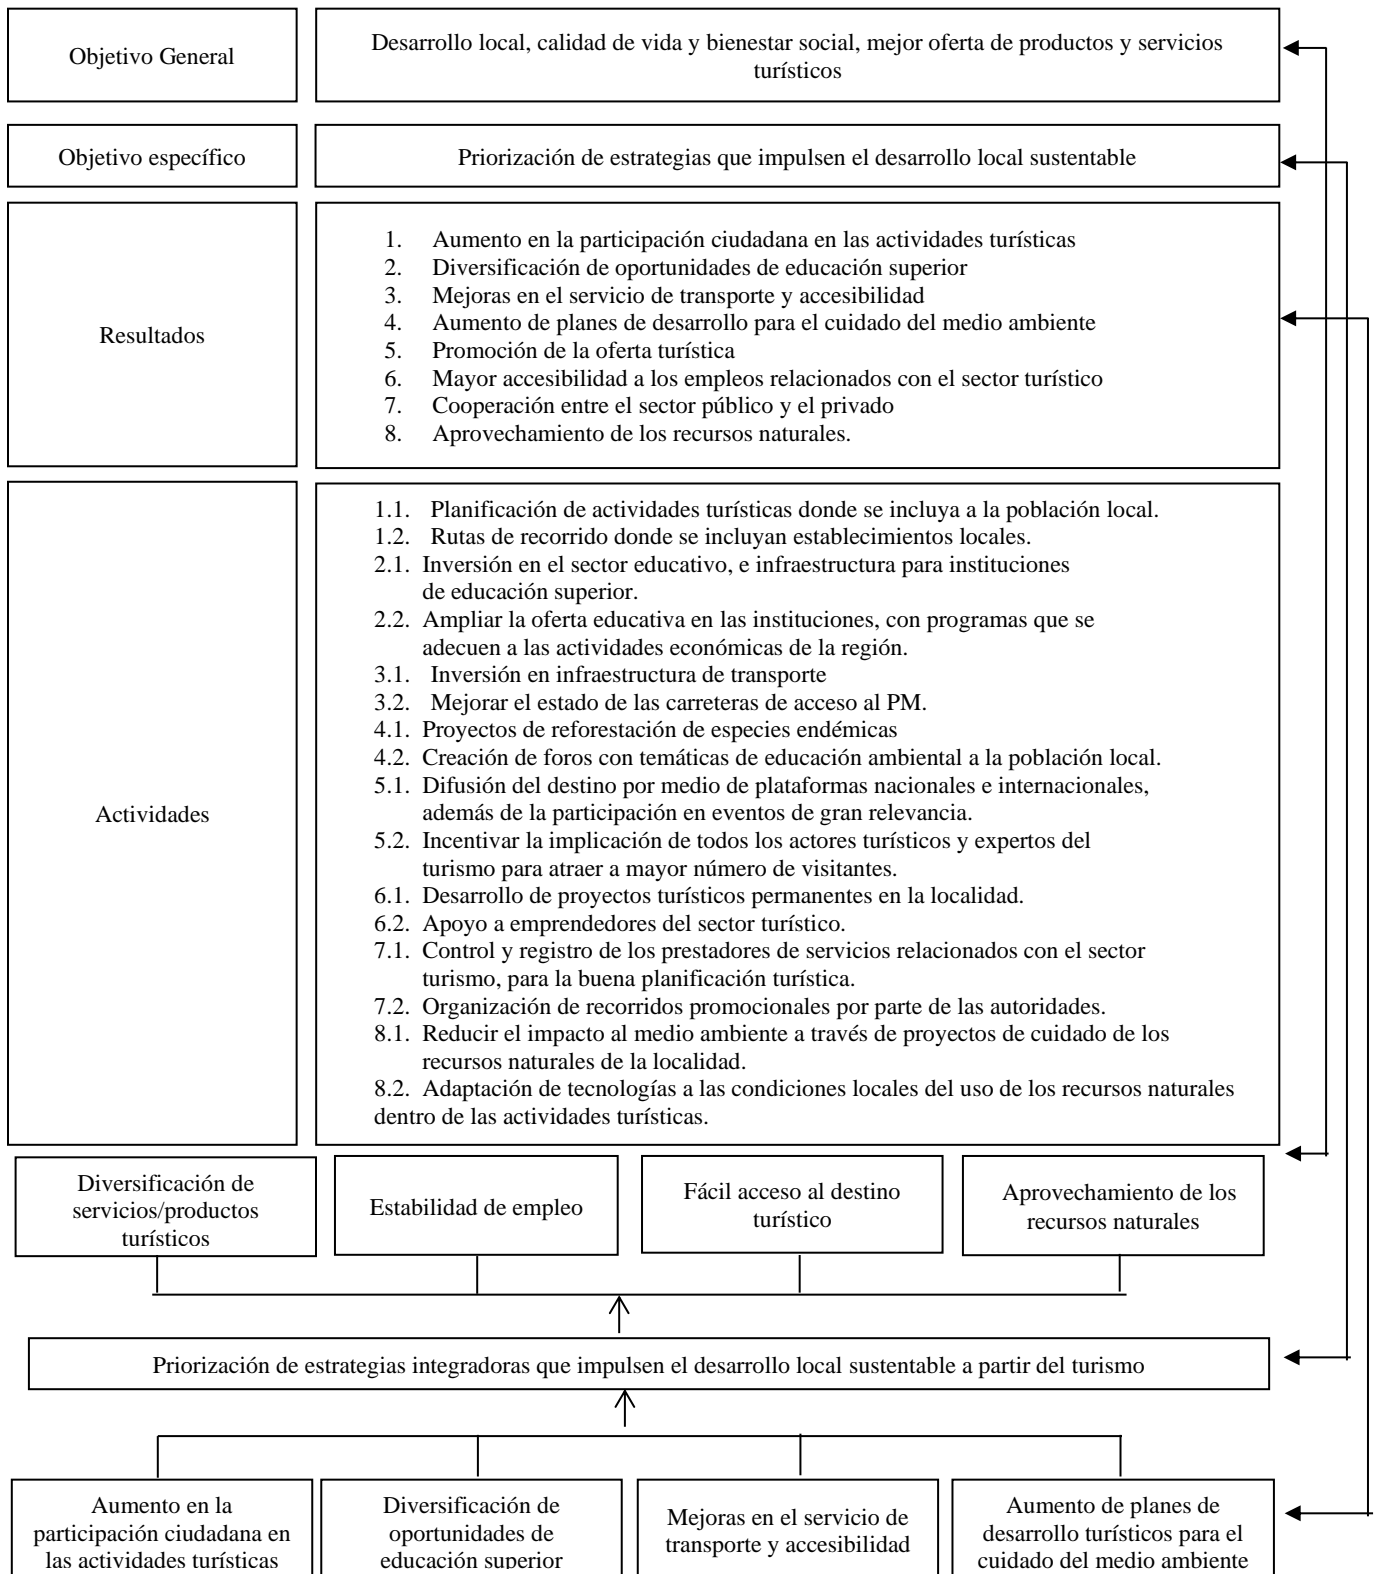 Objetivo General
Desarrollo local, calidad de vida y bienestar social, mejor oferta de productos y servicios
turísticos
Objetivo específico
Priorización de estrategias que impulsen el desarrollo local sustentable
Resultados
1. Aumento en la participación ciudadana en las actividades turísticas
2. Diversificación de oportunidades de educación superior
3. Mejoras en el servicio de transporte y accesibilidad
4. Aumento de planes de desarrollo para el cuidado del medio ambiente
5. Promoción de la oferta turística
6. Mayor accesibilidad a los empleos relacionados con el sector turístico
7. Cooperación entre el sector público y el privado
8. Aprovechamiento de los recursos naturales.
Actividades
1.1. Planificación de actividades turísticas donde se incluya a la población local.
1.2. Rutas de recorrido donde se incluyan establecimientos locales.
2.1. Inversión en el sector educativo, e infraestructura para instituciones
de educación superior.
2.2. Ampliar la oferta educativa en las instituciones, con programas que se
adecuen a las actividades económicas de la región.
3.1. Inversión en infraestructura de transporte
3.2. Mejorar el estado de las carreteras de acceso al PM.
4.1. Proyectos de reforestación de especies endémicas
4.2. Creación de foros con temáticas de educación ambiental a la población local.
5.1. Difusión del destino por medio de plataformas nacionales e internacionales,
además de la participación en eventos de gran relevancia.
5.2. Incentivar la implicación de todos los actores turísticos y expertos del
turismo para atraer a mayor número de visitantes.
6.1. Desarrollo de proyectos turísticos permanentes en la localidad.
6.2. Apoyo a emprendedores del sector turístico.
7.1. Control y registro de los prestadores de servicios relacionados con el sector
turismo, para la buena planificación turística.
7.2. Organización de recorridos promocionales por parte de las autoridades.
8.1. Reducir el impacto al medio ambiente a través de proyectos de cuidado de los
recursos naturales de la localidad.
8.2. Adaptación de tecnologías a las condiciones locales del uso de los recursos naturales
dentro de las actividades turísticas.
Diversificación de
servicios/productos
turísticos
Estabilidad de empleo
Fácil acceso al destino
turístico
Aprovechamiento de los
recursos naturales
Priorización de estrategias integradoras que impulsen el desarrollo local sustentable a partir del turismo
Aumento en la
participación ciudadana en
las actividades turísticas
Diversificación de
oportunidades de
educación superior
Mejoras en el servicio de
transporte y accesibilidad
Aumento de planes de
desarrollo turísticos para el
cuidado del medio ambiente